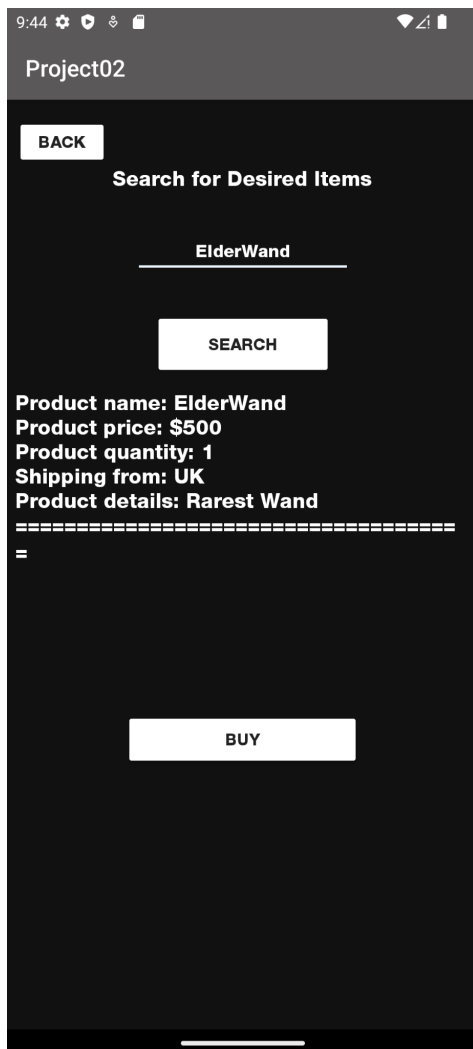 9:44
Project02
BACK
Search for Desired Items
ElderWand
SEARCH
Product name: ElderWand
Product price: $500
Product quantity: 1
Shipping from: UK
Product details: Rarest Wand
====================================
=
BUY